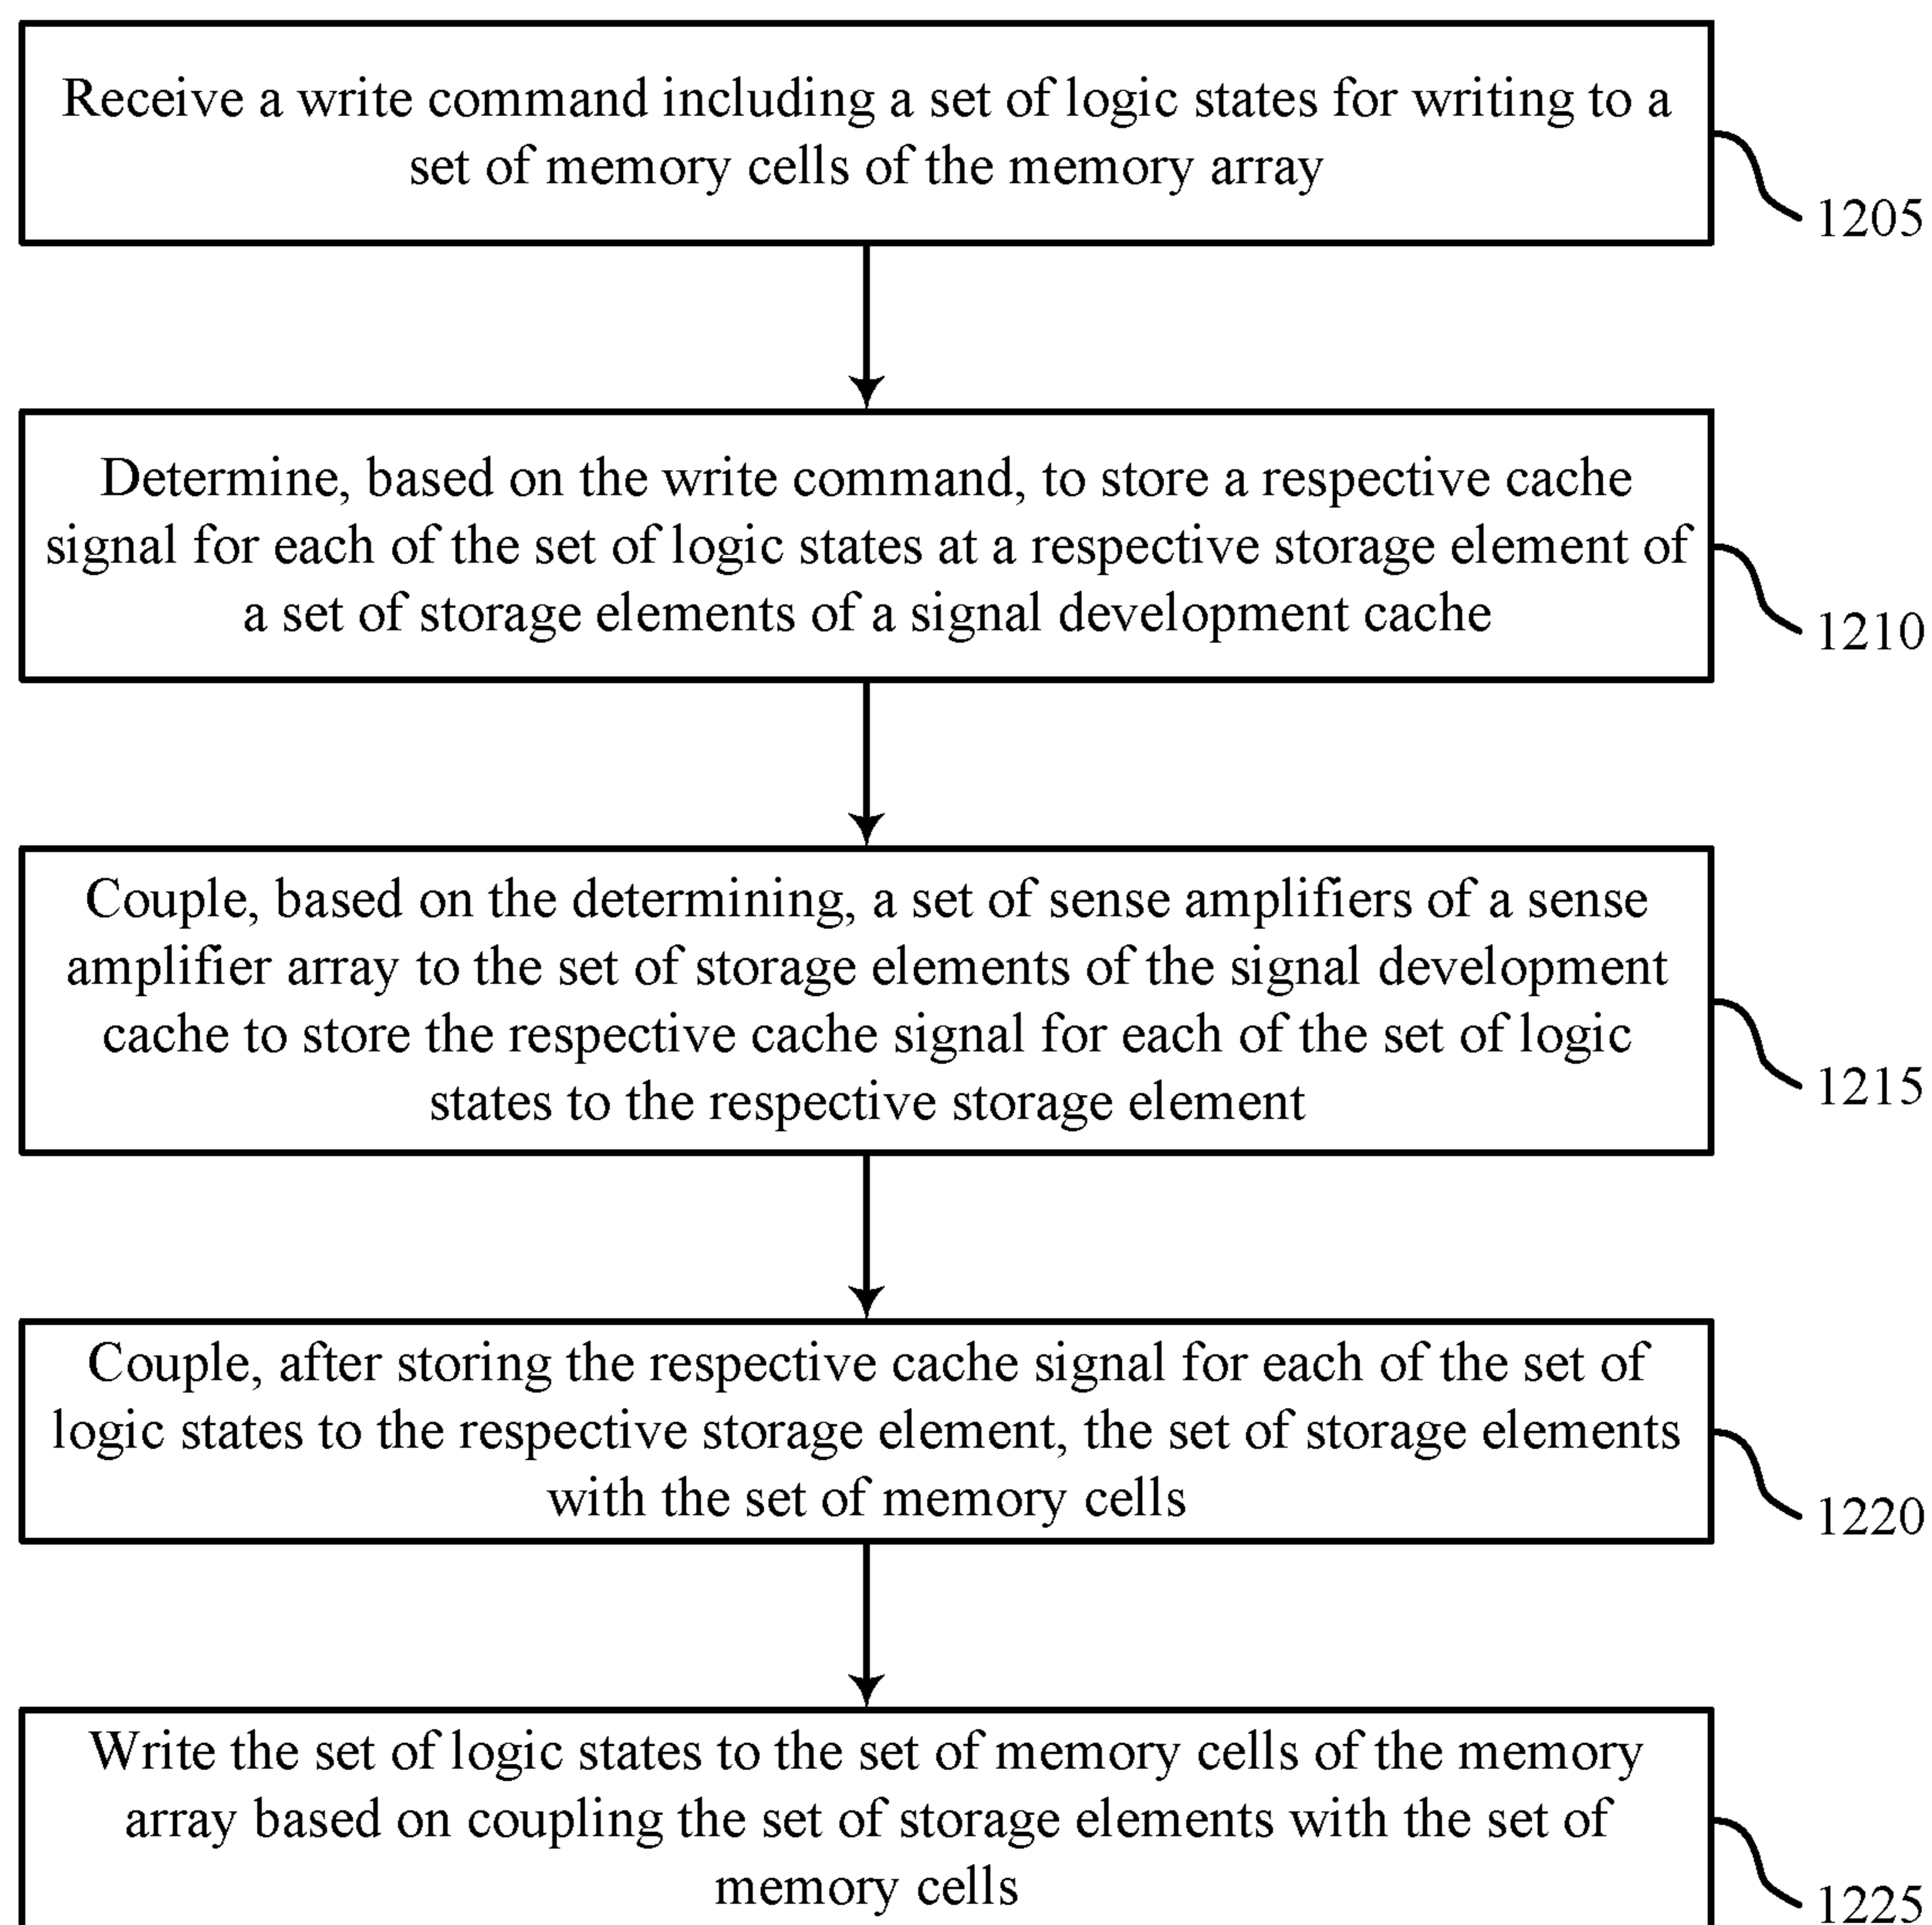 Receive a write command including a set of logic states for writing to a
set of memory cells of the memory array
1205
Determine, based on the write command, to store a respective cache
signal for each of the set of logic states at a respective storage element of
a set of storage elements of a signal development cache
1210
Couple, based on the determining, a set of sense amplifiers of a sense
amplifier array to the set of storage elements of the signal development
cache to store the respective cache signal for each of the set of logic
states to the respective storage element
1215
Couple, after storing the respective cache signal for each of the set of
logic states to the respective storage element, the set of storage elements
with the set of memory cells
1220
Write the set of logic states to the set of memory cells of the memory
array based on coupling the set of storage elements with the set of
memory cells
1225